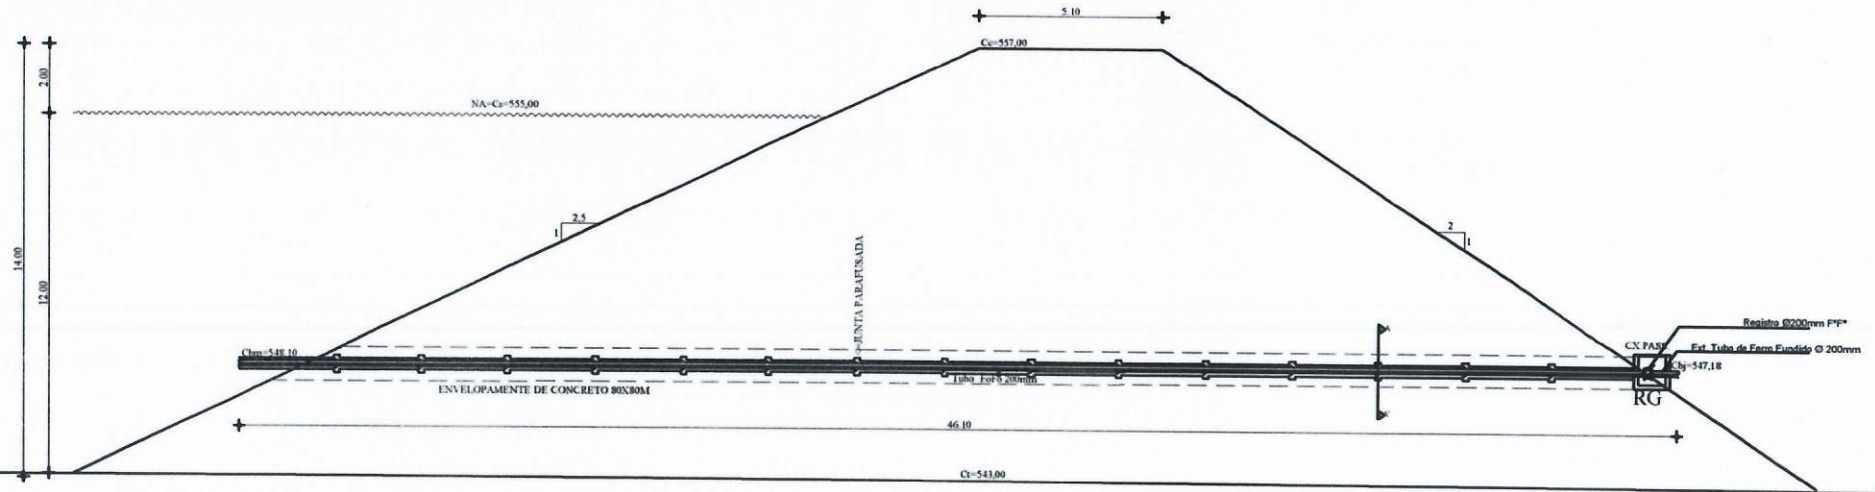 5.10
Cc=557,00
2.00
NA=Cs=555,00
2,5
1
2
1
14.00
12.00
JUNTA PARAFUSADA
A
Registro Ø200mm FºFº
CX PASS
Ext. Tubo de Ferro Fundido Ø 200mm
Cbm=548,10
Cbj=547,18
Tubo FoFo 200mm
ENVELOPAMENTE DE CONCRETO 80X80M
RG
A'
46.10
Ct=543,00